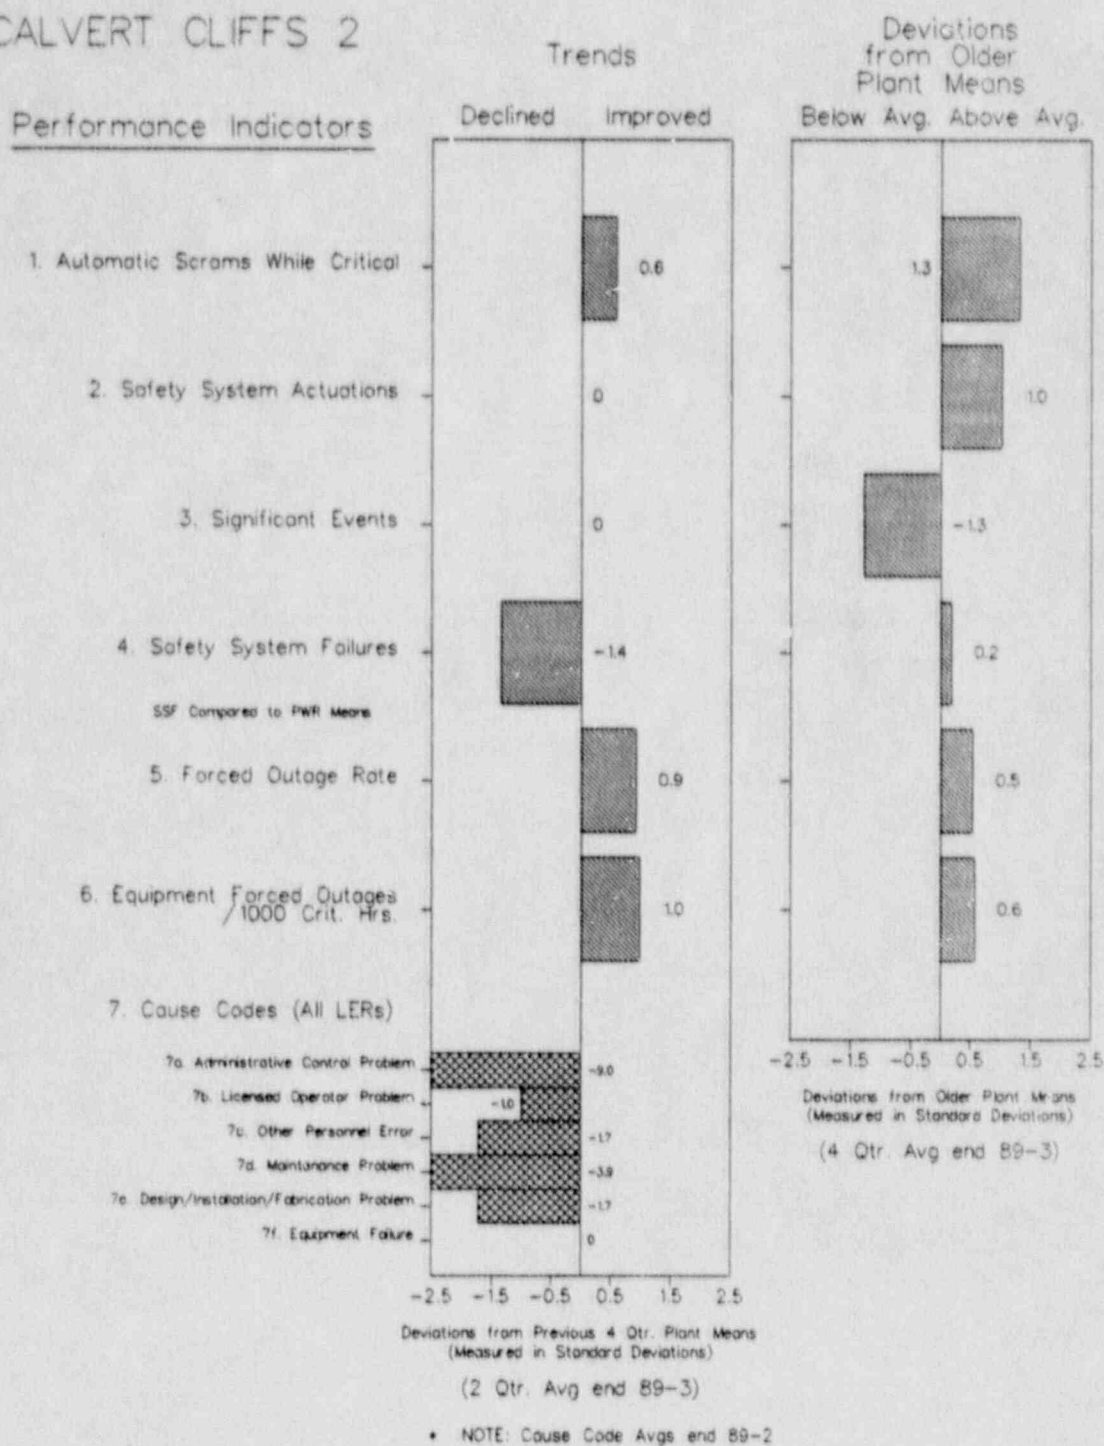 CALVERT CLIFFS 2
Performance Indicators
Trends
Declined Improved
Deviations
from Older
Plant Means
Below Avg. Above Avg.
1. Automatic Scrams While Critical
0.6
1.3
2. Safety System Actuations
0
1.0
3. Significant Events
0
-1.3
4. Safety System Failures
-1.4
0.2
SSF Compared to PWR Means
5. Forced Outage Rate
0.9
0.5
6. Equipment Forced Outages
/1000 Crit. Hrs.
1.0
0.6
7. Cause Codes (All LERs)
7a. Administrative Control Problem
-9.0
7b. Licensed Operator Problem
-1.0
7c. Other Personnel Error
-1.7
7d. Maintenance Problem
-3.9
7e. Design/Installation/Fabrication Problem
-1.7
7f. Equipment Failure
0
-2.5 -1.5 -0.5 0.5 1.5 2.5
Deviations from Previous 4 Qtr. Plant Means
(Measured in Standard Deviations)
(2 Qtr. Avg end 89-3)
• NOTE: Cause Code Avgs end 89-2
-2.5 -1.5 -0.5 0.5 1.5 2.5
Deviations from Older Plant Means
(Measured in Standard Deviations)
(4 Qtr. Avg end 89-3)